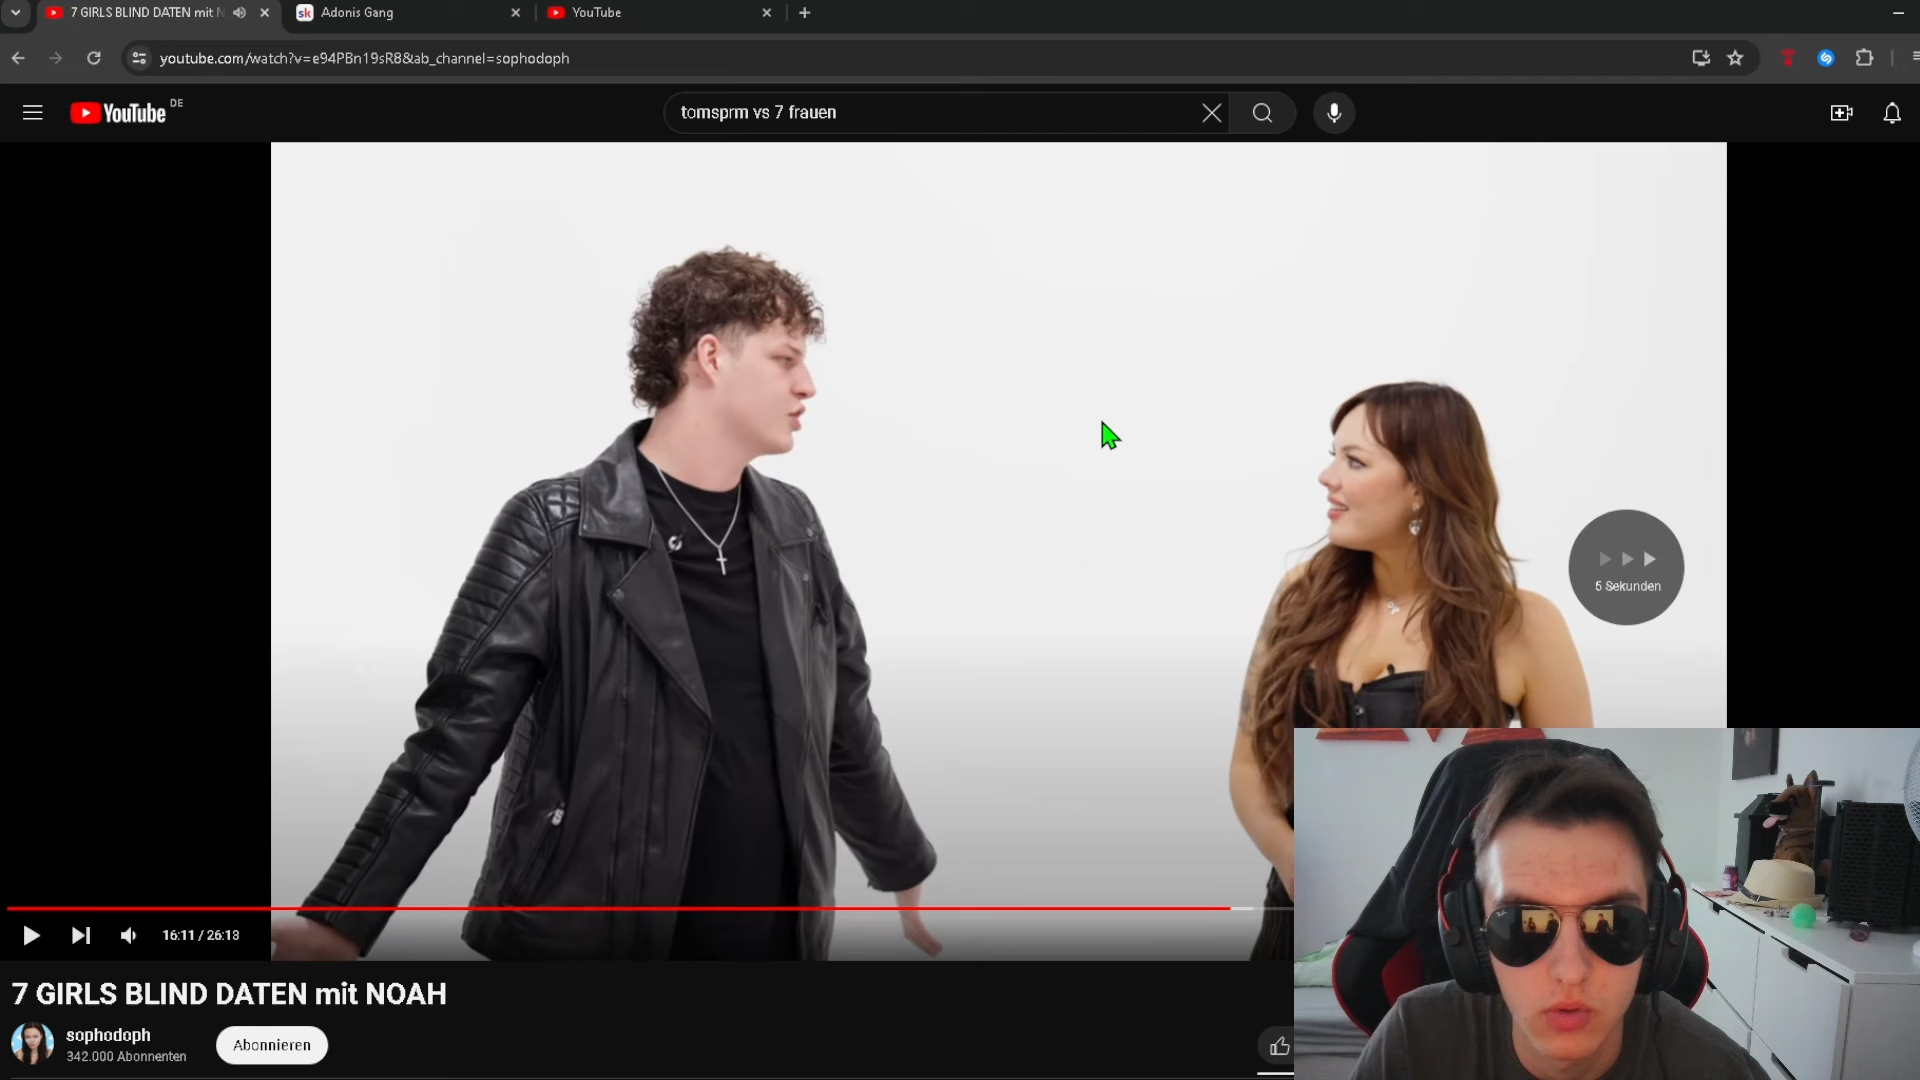 7 GIRLS BLIND DATEN mit
Adonis Gang
YouTube
youtube.com/watch?v=e94PBn19sR8&ab_channel=sophodoph
YouTube DE
tomsprm vs 7 frauen
5 Sekunden
16:11 / 26:13
7 GIRLS BLIND DATEN mit NOAH
sophodoph
342.000 Abonnenten
Abonnieren